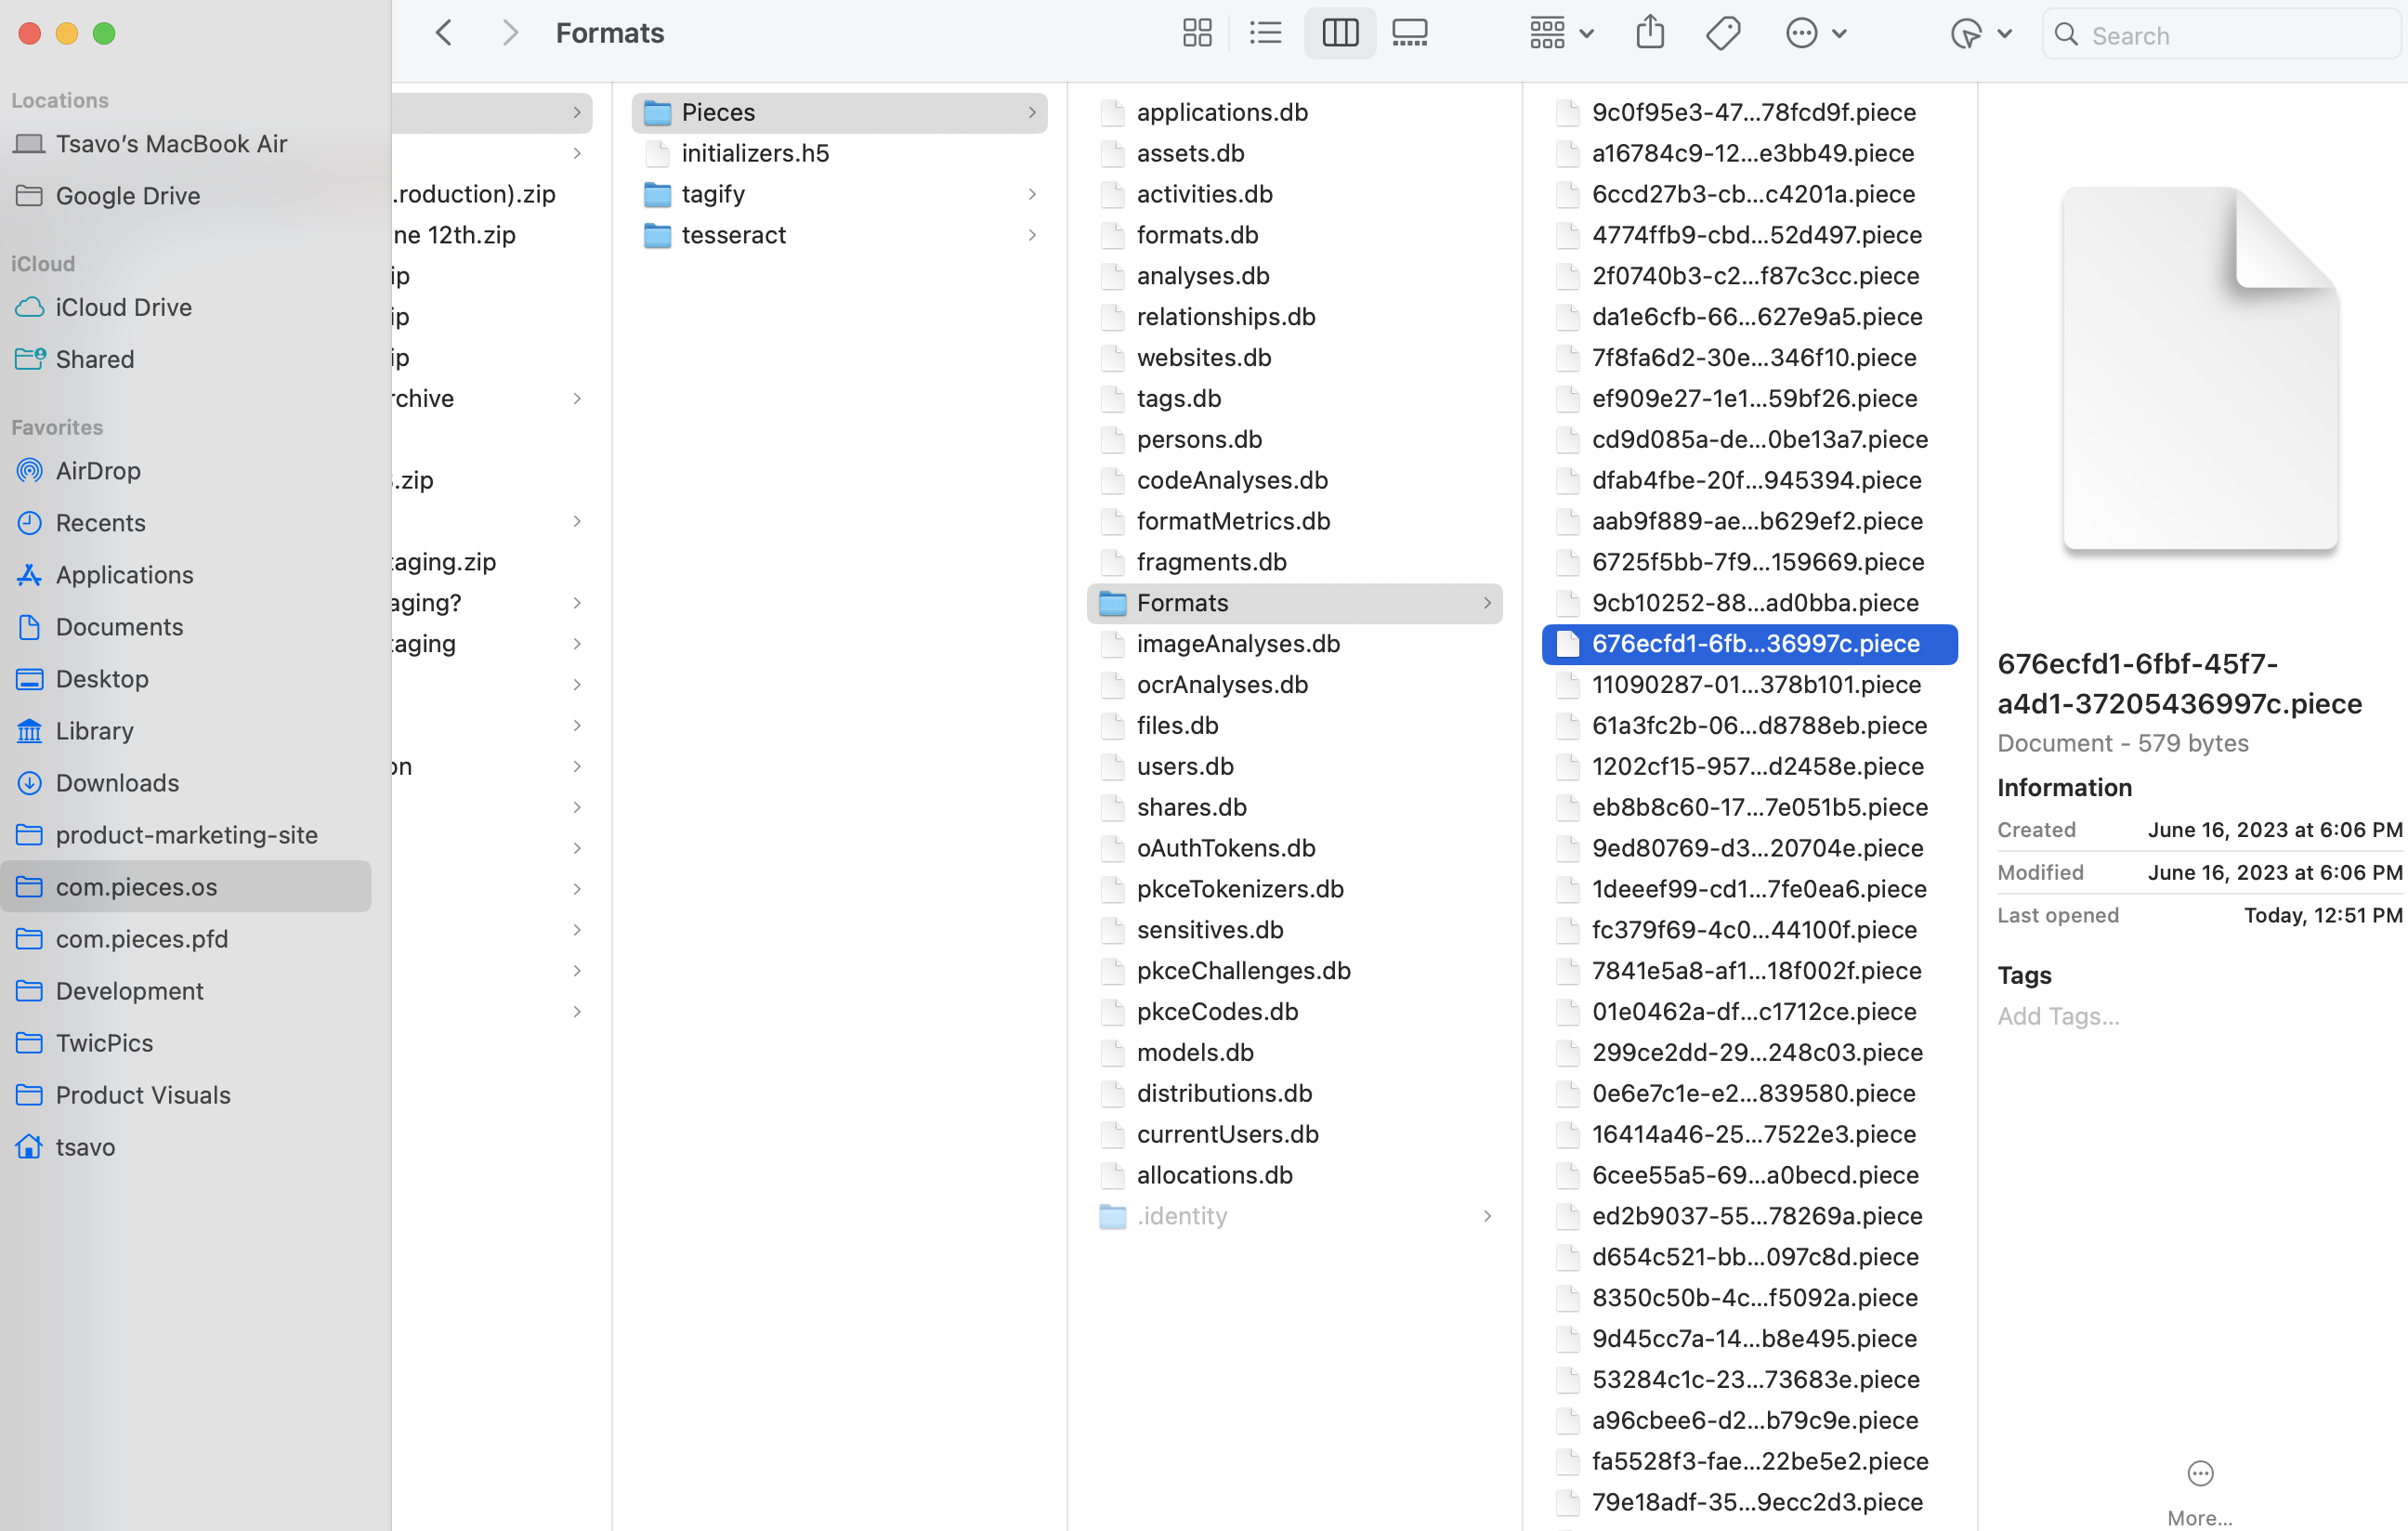 Formats
Search
Locations
Tsavo’s MacBook Air
Google Drive
iCloud
iCloud Drive
Shared
Favorites
AirDrop
Recents
Applications
Documents
Desktop
Library
Downloads
product-marketing-site
com.pieces.os
com.pieces.pfd
Development
TwicPics
Product Visuals
tsavo
.roduction).zip
ne 12th.zip
ip
ip
ip
rchive
.zip
taging.zip
aging?
taging
on
Pieces
initializers.h5
tagify
tesseract
applications.db
assets.db
activities.db
formats.db
analyses.db
relationships.db
websites.db
tags.db
persons.db
codeAnalyses.db
formatMetrics.db
fragments.db
Formats
imageAnalyses.db
ocrAnalyses.db
files.db
users.db
shares.db
oAuthTokens.db
pkceTokenizers.db
sensitives.db
pkceChallenges.db
pkceCodes.db
models.db
distributions.db
currentUsers.db
allocations.db
.identity
9c0f95e3-47...78fcd9f.piece
a16784c9-12...e3bb49.piece
6ccd27b3-cb...c4201a.piece
4774ffb9-cbd...52d497.piece
2f0740b3-c2...f87c3cc.piece
da1e6cfb-66...627e9a5.piece
7f8fa6d2-30e...346f10.piece
ef909e27-1e1...59bf26.piece
cd9d085a-de...0be13a7.piece
dfab4fbe-20f...945394.piece
aab9f889-ae...b629ef2.piece
6725f5bb-7f9...159669.piece
9cb10252-88...ad0bba.piece
676ecfd1-6fb...36997c.piece
11090287-01...378b101.piece
61a3fc2b-06...d8788eb.piece
1202cf15-957...d2458e.piece
eb8b8c60-17...7e051b5.piece
9ed80769-d3...20704e.piece
1deeef99-cd1...7fe0ea6.piece
fc379f69-4c0...44100f.piece
7841e5a8-af1...18f002f.piece
01e0462a-df...c1712ce.piece
299ce2dd-29...248c03.piece
0e6e7c1e-e2...839580.piece
16414a46-25...7522e3.piece
6cee55a5-69...a0becd.piece
ed2b9037-55...78269a.piece
d654c521-bb...097c8d.piece
8350c50b-4c...f5092a.piece
9d45cc7a-14...b8e495.piece
53284c1c-23...73683e.piece
a96cbee6-d2...b79c9e.piece
fa5528f3-fae...22be5e2.piece
79e18adf-35...9ecc2d3.piece
676ecfd1-6fbf-45f7-
a4d1-37205436997c.piece
Document - 579 bytes
Information
Created June 16, 2023 at 6:06 PM
Modified June 16, 2023 at 6:06 PM
Last opened Today, 12:51 PM
Tags
Add Tags...
More...